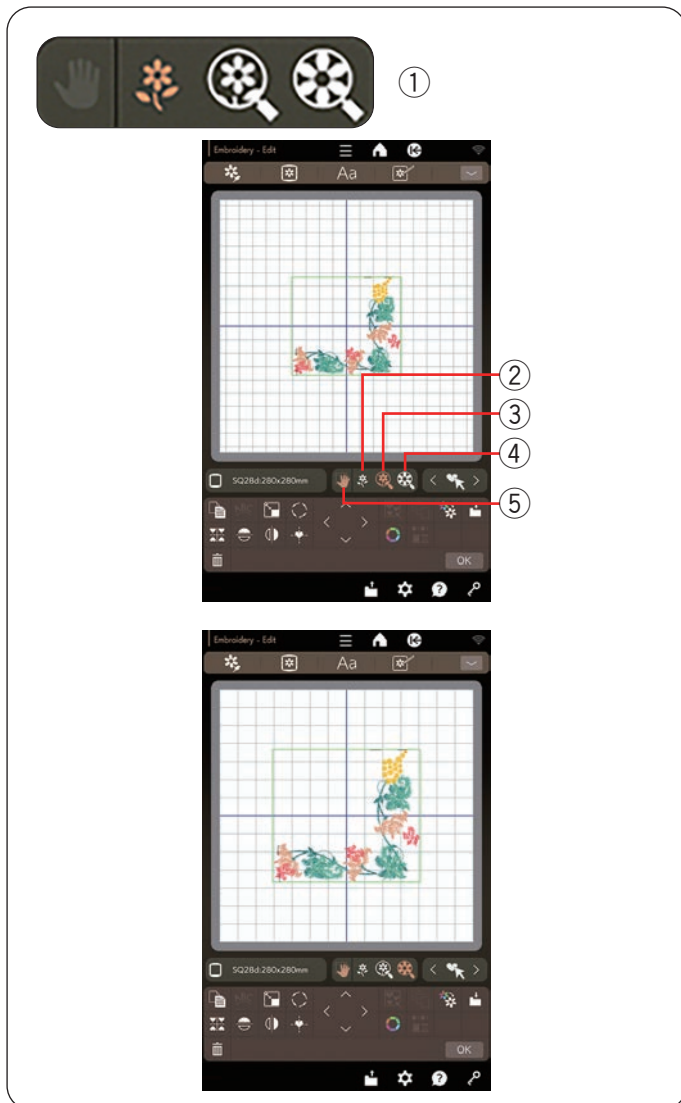 ①
Embroidery - Edit
Aa
②
③
④
SQ28d:280x280mm
⑤
OK
Embroidery - Edit
Aa
SQ28d:280x280mm
OK